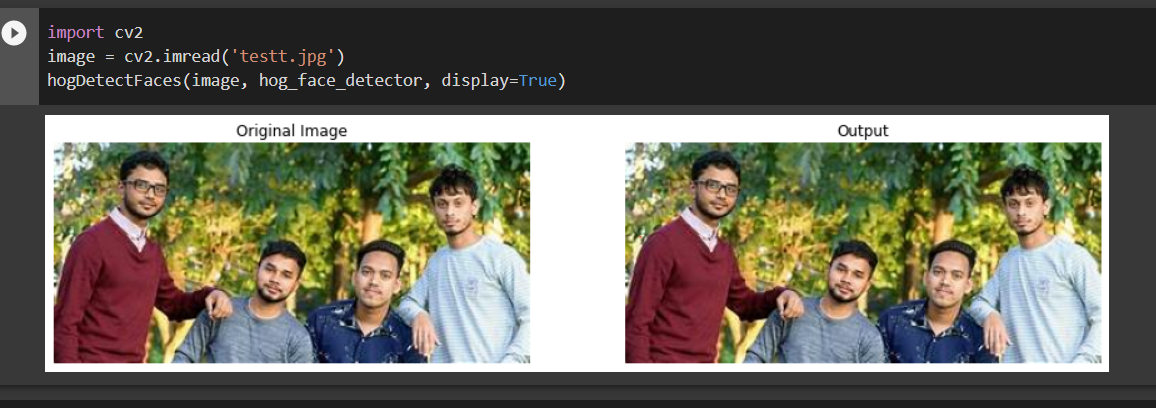 import cv2
image = cv2.imread('testt.jpg')
hogDetectFaces(image, hog_face_detector, display=True)
Original Image
Output